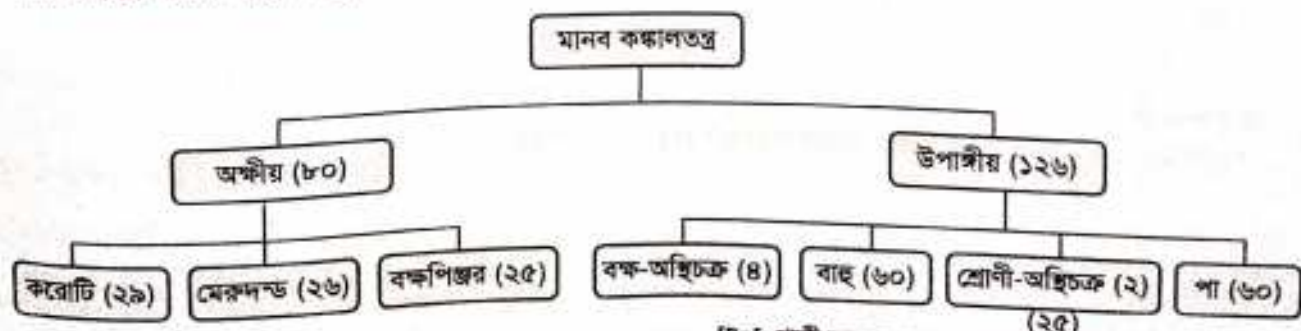 মানব কঙ্কালতন্ত্র
অক্ষীয় (৮০)
উপাঙ্গীয় (১২৬)
করোটি (২৯)
মেরুদন্ড (২৬)
বক্ষপিঞ্জর (২৫)
বক্ষ-অস্থিচক্র (৪)
বাহু (৬০)
শ্রোণী-অস্থিচক্র (২)
পা (৬০)
(২৫)